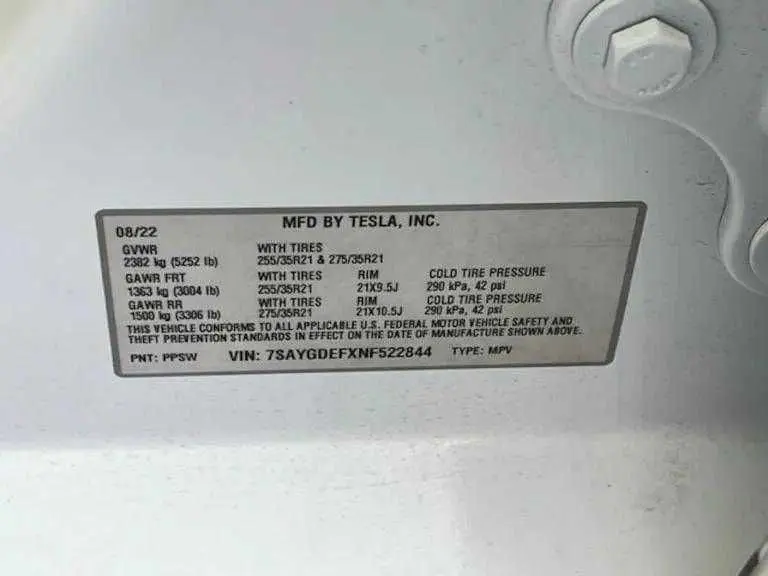 08/22 MFD BY TESLA, INC.
GVWR WITH TIRES
2382 kg (5252 lb) 255/35R21 & 275/35R21
GAWR FRT WITH TIRES RIM COLD TIRE PRESSURE
1363 kg (3004 lb) 255/35R21 21X9.5J 290 kPa, 42 psi
GAWR RR WITH TIRES RIM COLD TIRE PRESSURE
1500 kg (3306 lb) 275/35R21 21X10.5J 290 kPa, 42 psi
THIS VEHICLE CONFORMS TO ALL APPLICABLE U.S. FEDERAL MOTOR VEHICLE SAFETY AND
THEFT PREVENTION STANDARDS IN EFFECT ON THE DATE OF MANUFACTURE SHOWN ABOVE.
PNT: PPSW VIN: 7SAYGDEFXNF522844 TYPE: MPV